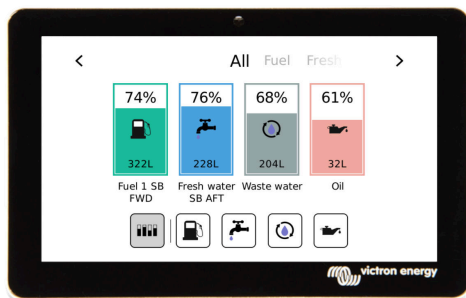 < All Fuel Fresh >
74% 76% 68% 61%
322L 228L 204L 32L
Fuel 1 SB Fresh water Waste water Oil
FWD SB AFT
victron energy